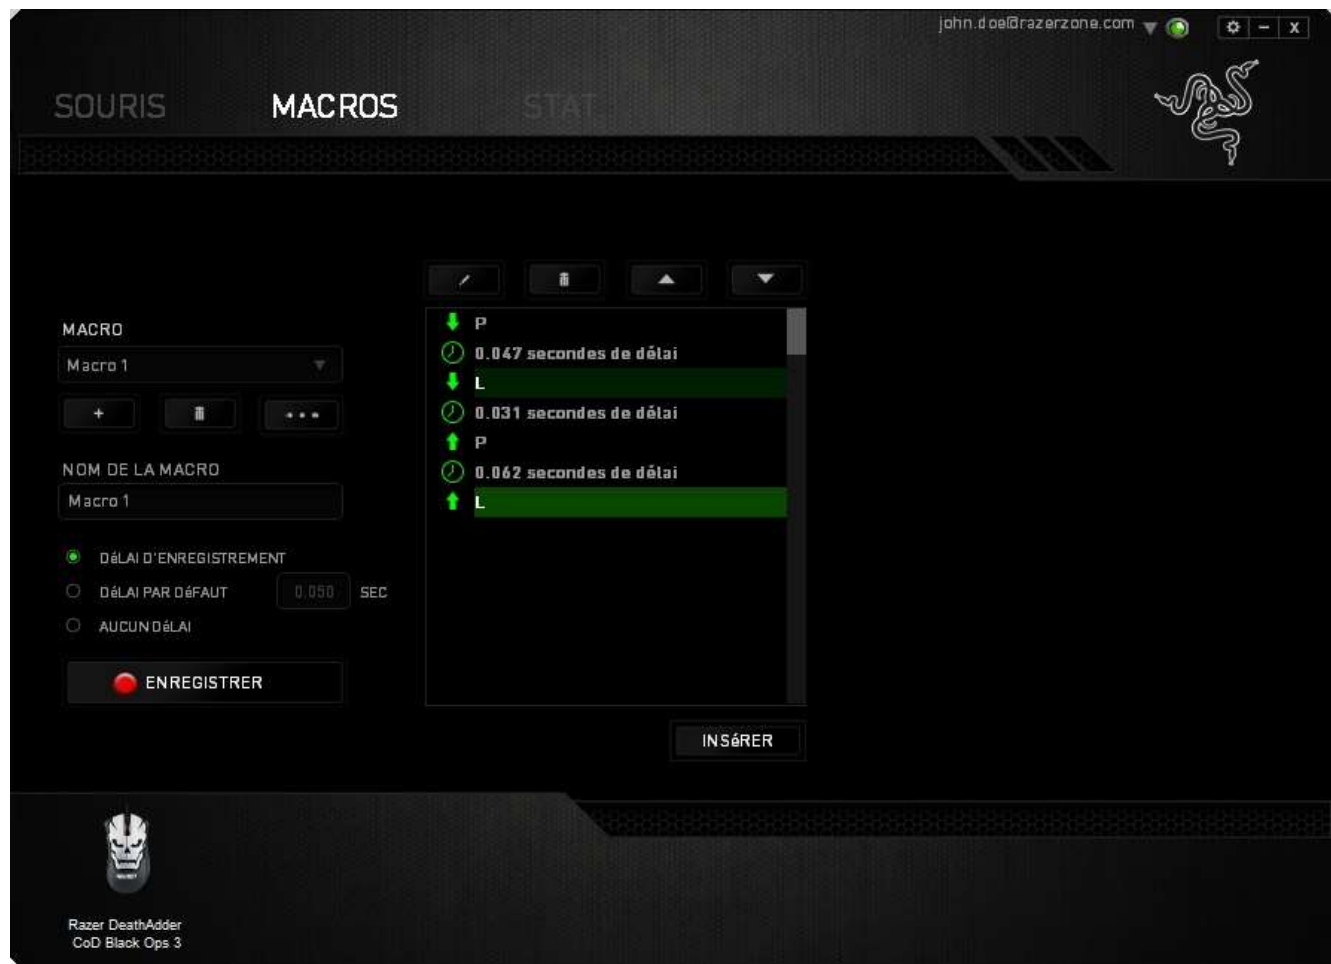 john.doe@razerzone.com
SOURIS MACROS STAT.
MACRO
Macro 1
NOM DE LA MACRO
Macro 1
DéLAI D'ENREGISTREMENT
DéLAI PAR DéFAUT 0.050 SEC
AUCUN DéLAI
ENREGISTRER
P
0.047 secondes de délai
L
0.031 secondes de délai
P
0.062 secondes de délai
L
INSéRER
Razer DeathAdder
CoD Black Ops 3